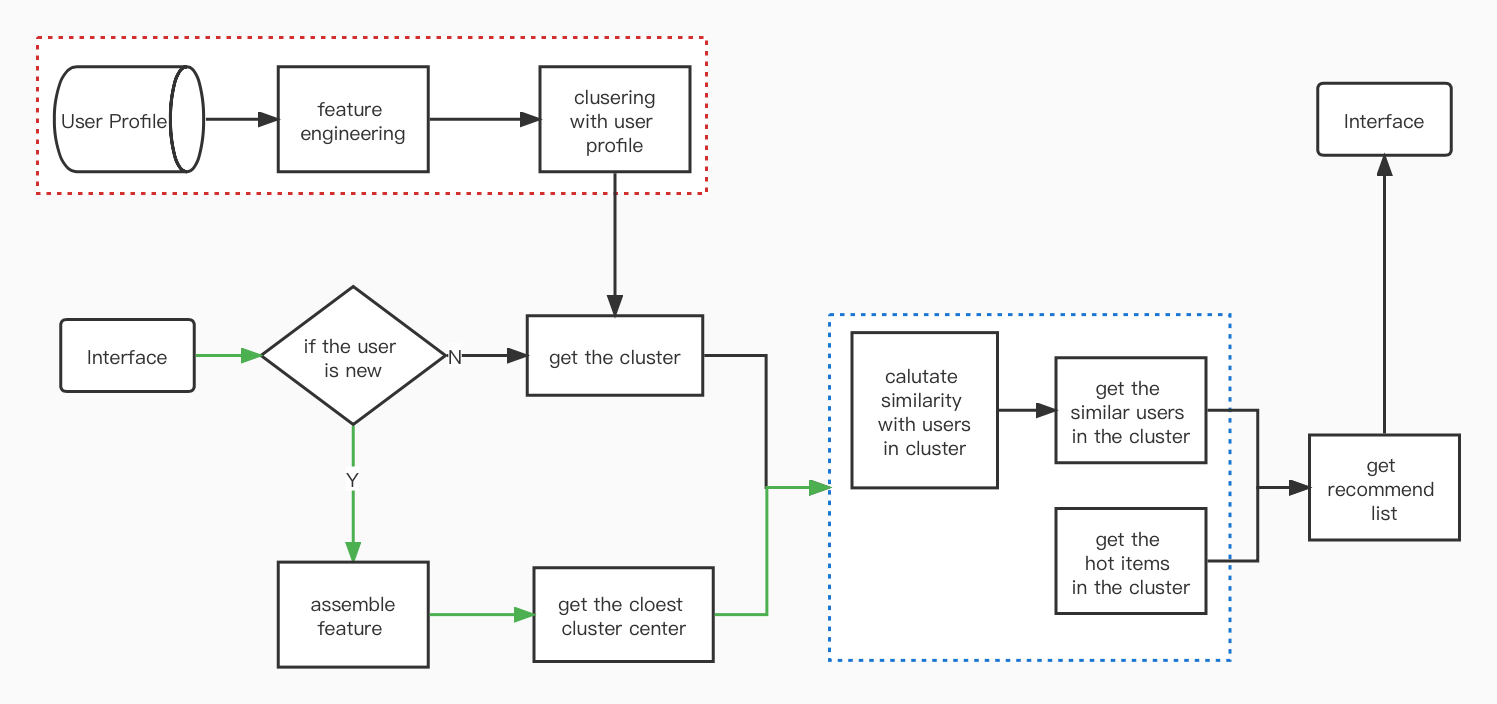 User Profile
feature
engineering
clusering
with user
profile
Interface
Interface
if the user
is new
N
get the cluster
Y
assemble
feature
get the cloest
cluster center
calutate
similarity
with users
in cluster
get the
similar users
in the cluster
get the
hot items
in the cluster
get
recommend
list